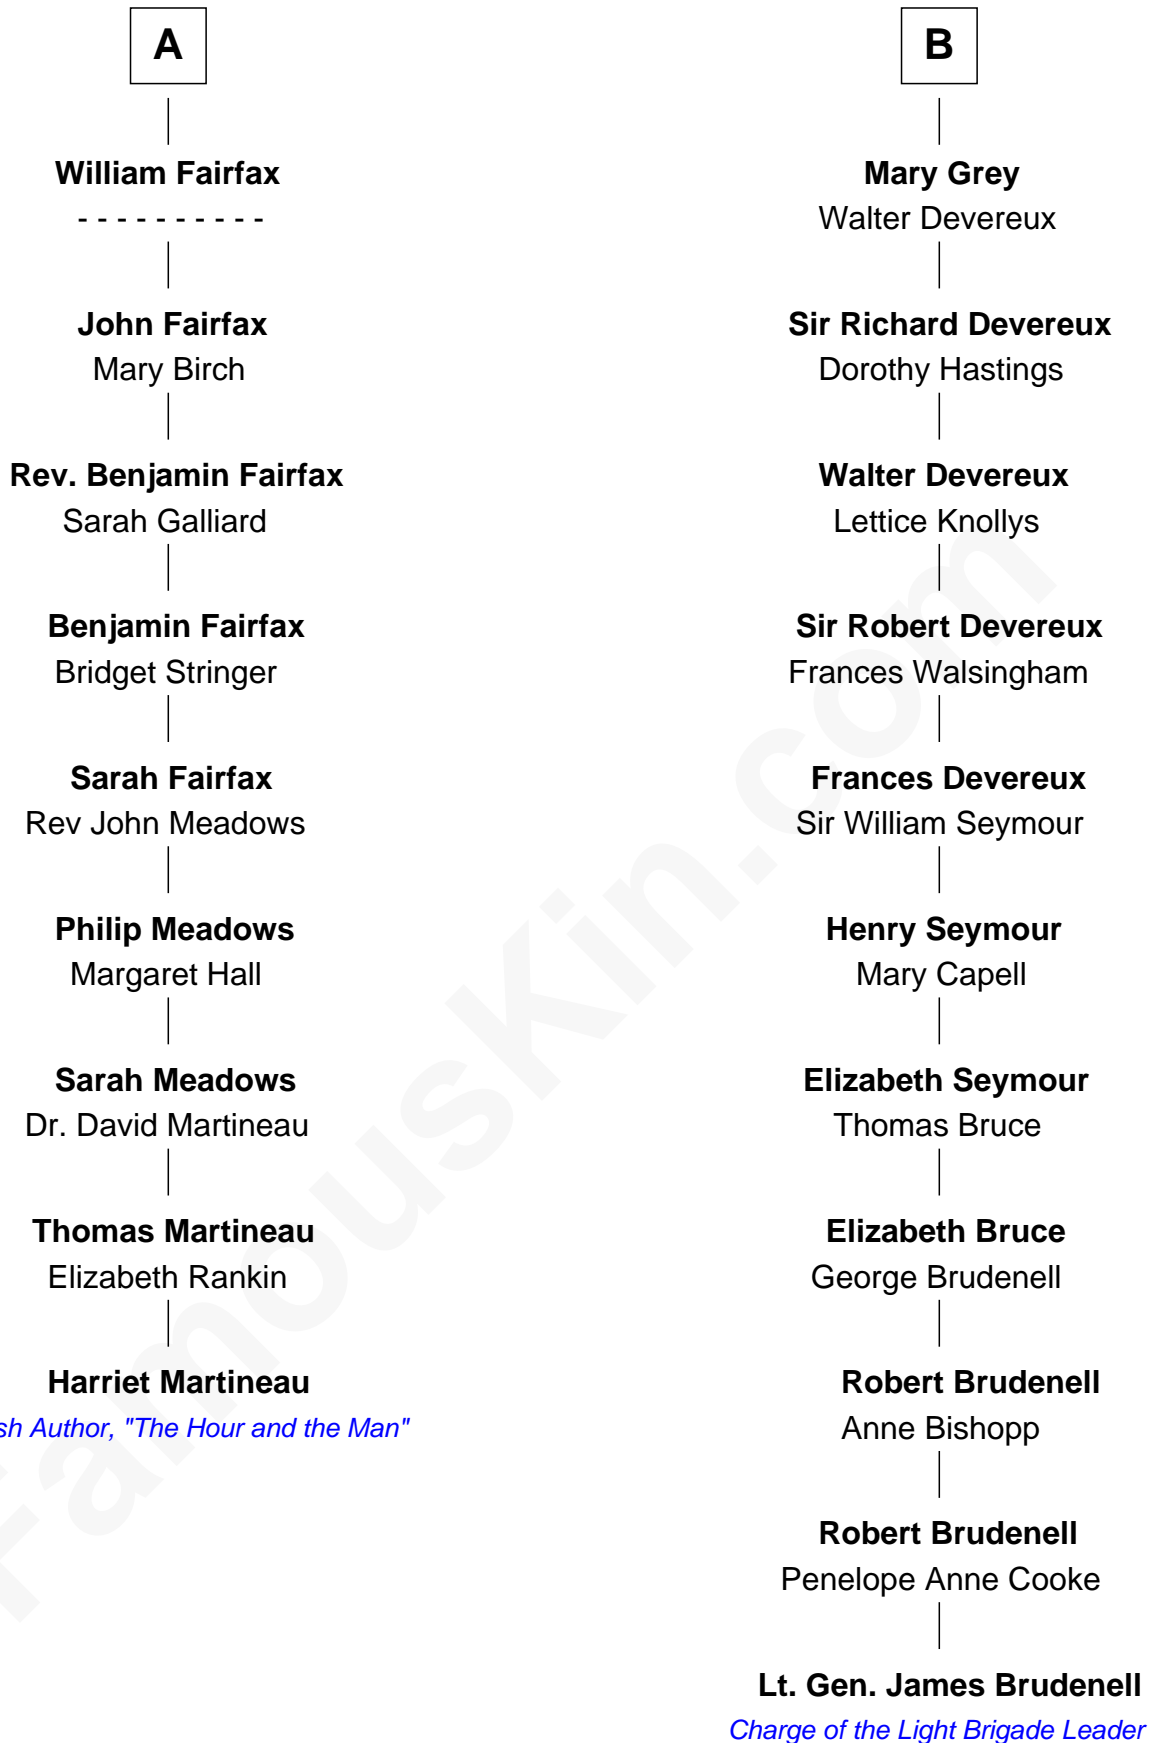 A
William Fairfax
- - - - - - - - - -
John Fairfax
Mary Birch
Rev. Benjamin Fairfax
Sarah Galliard
Benjamin Fairfax
Bridget Stringer
Sarah Fairfax
Rev John Meadows
Philip Meadows
Margaret Hall
Sarah Meadows
Dr. David Martineau
Thomas Martineau
Elizabeth Rankin
Harriet Martineau
sh Author, "The Hour and the Man"
B
Mary Grey
Walter Devereux
Sir Richard Devereux
Dorothy Hastings
Walter Devereux
Lettice Knollys
Sir Robert Devereux
Frances Walsingham
Frances Devereux
Sir William Seymour
Henry Seymour
Mary Capell
Elizabeth Seymour
Thomas Bruce
Elizabeth Bruce
George Brudenell
Robert Brudenell
Anne Bishopp
Robert Brudenell
Penelope Anne Cooke
Lt. Gen. James Brudenell
Charge of the Light Brigade Leader
FamousKin.com